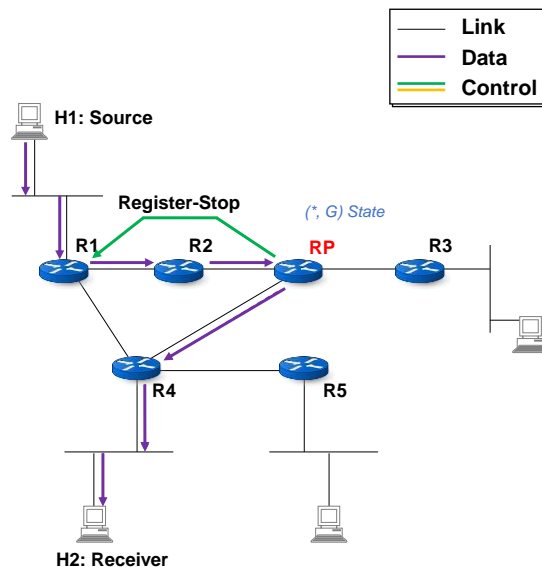 Link
Data
Control
H1: Source
Register-Stop
(*, G) State
R1
R2
RP
R3
R4
R5
H2: Receiver